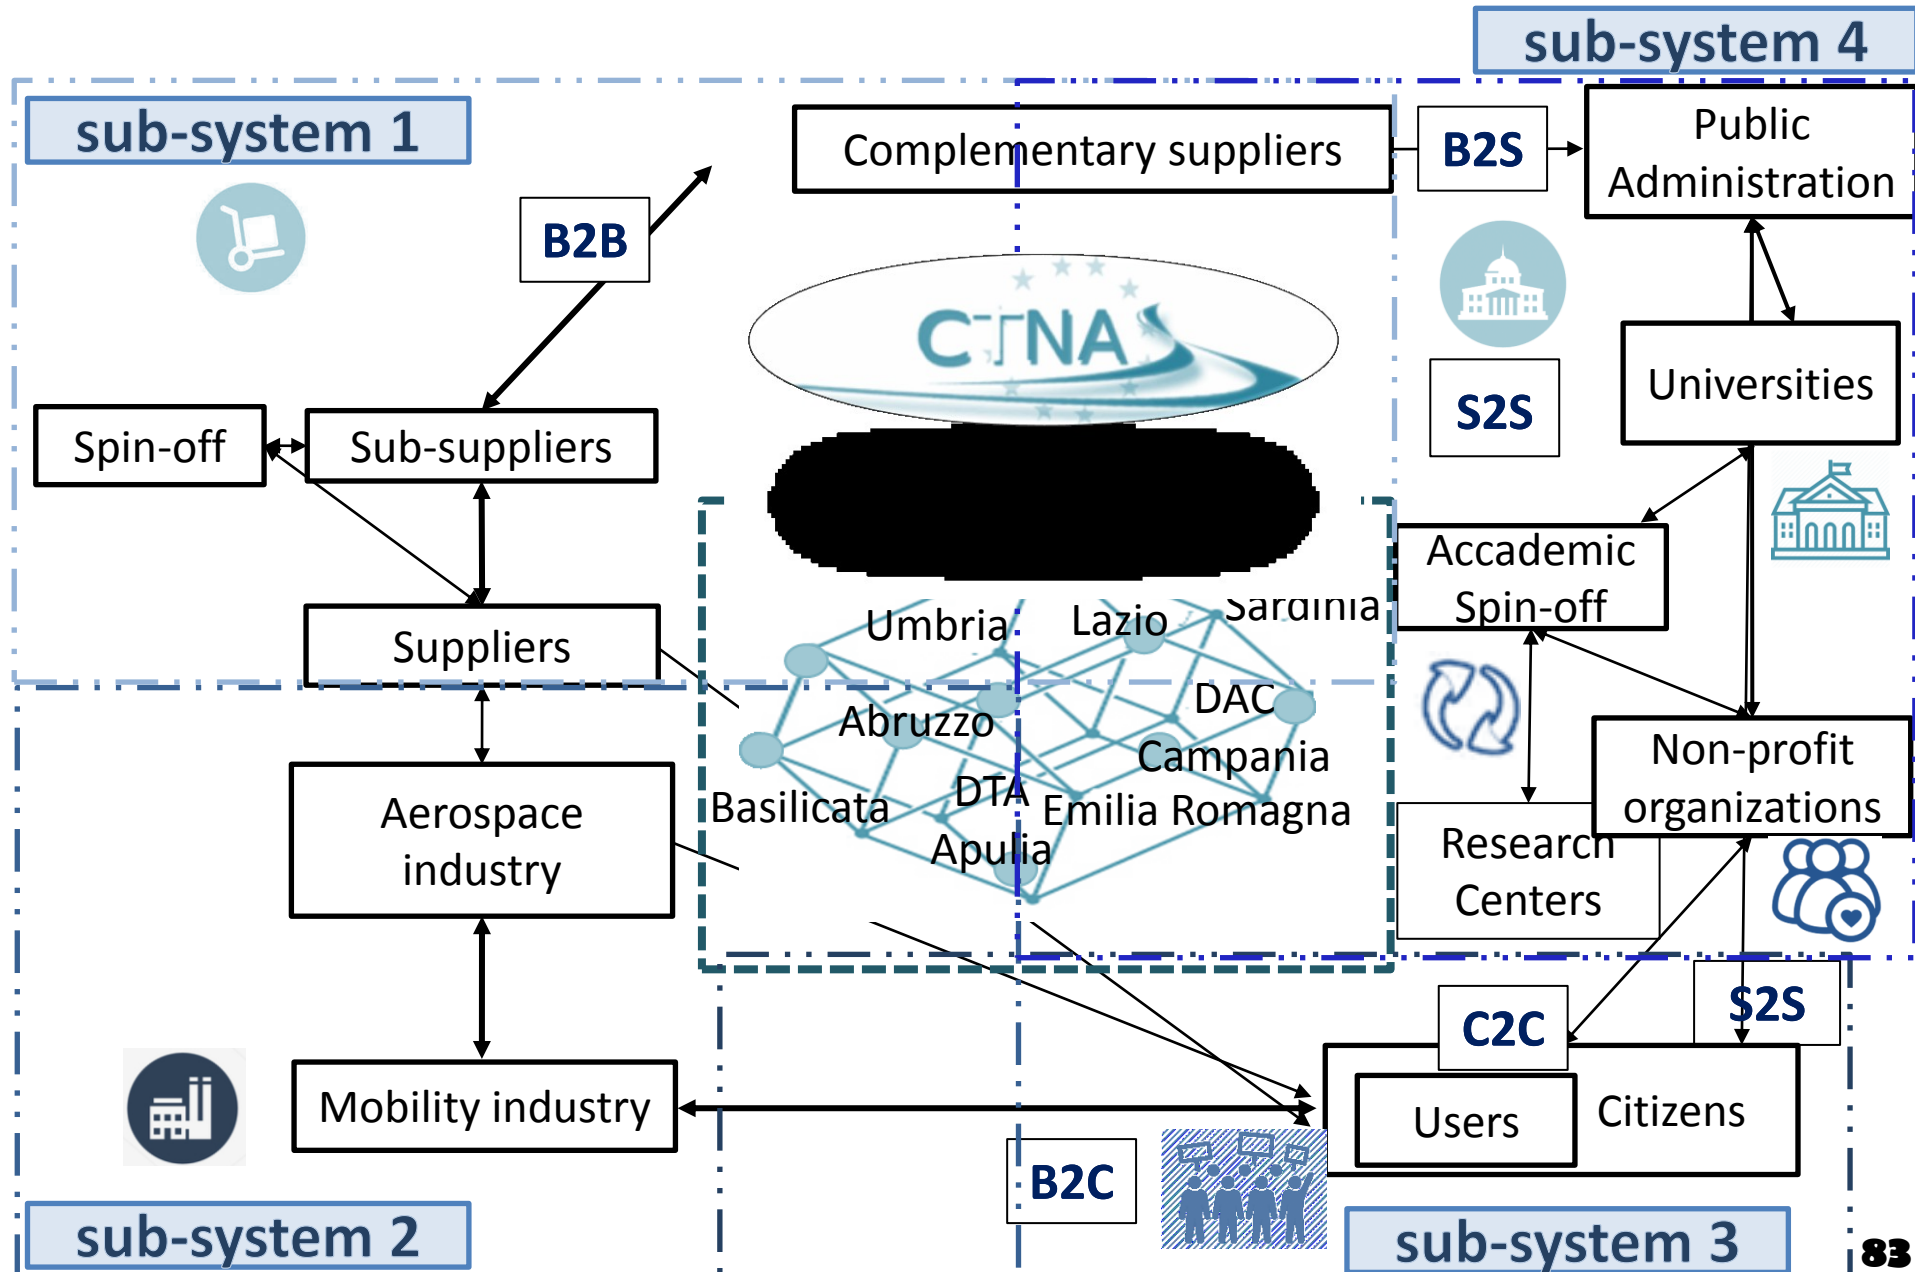 sub-system 4
sub-system 1
Complementary suppliers
B2S
Public
Administration
B2B
CTNA
Universities
S2S
Spin-off
Sub-suppliers
Accademic
Spin-off
Umbria
Lazio
Sardinia
Suppliers
DAC
Abruzzo
Campania
Non-profit
organizations
DTA
Basilicata
Emilia Romagna
Apulia
Aerospace
industry
Research
Centers
C2C
S2S
Mobility industry
Users
Citizens
B2C
sub-system 2
sub-system 3
83